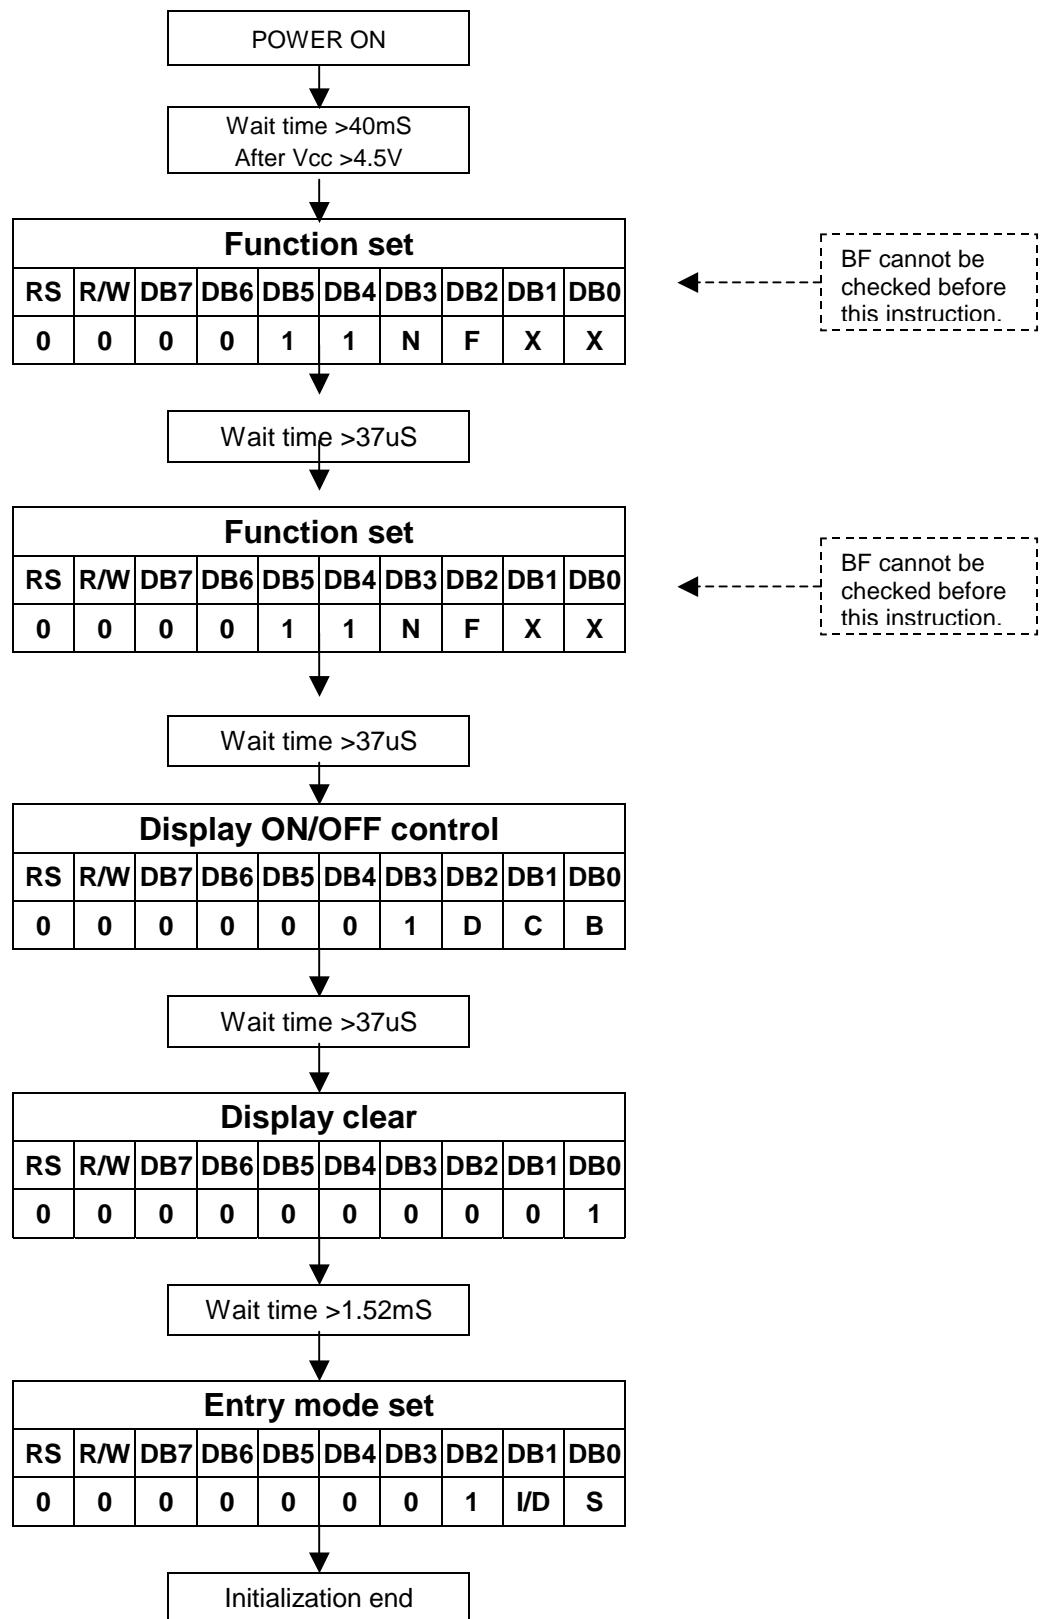 POWER ON
Wait time >40mS
After Vcc >4.5V
Function set
RS R/W DB7 DB6 DB5 DB4 DB3 DB2 DB1 DB0
0 0 0 0 1 1 N F X X
BF cannot be
checked before
this instruction.
Wait time >37uS
Function set
RS R/W DB7 DB6 DB5 DB4 DB3 DB2 DB1 DB0
0 0 0 0 1 1 N F X X
BF cannot be
checked before
this instruction.
Wait time >37uS
Display ON/OFF control
RS R/W DB7 DB6 DB5 DB4 DB3 DB2 DB1 DB0
0 0 0 0 0 0 1 D C B
Wait time >37uS
Display clear
RS R/W DB7 DB6 DB5 DB4 DB3 DB2 DB1 DB0
0 0 0 0 0 0 0 0 0 1
Wait time >1.52mS
Entry mode set
RS R/W DB7 DB6 DB5 DB4 DB3 DB2 DB1 DB0
0 0 0 0 0 0 0 1 I/D S
Initialization end